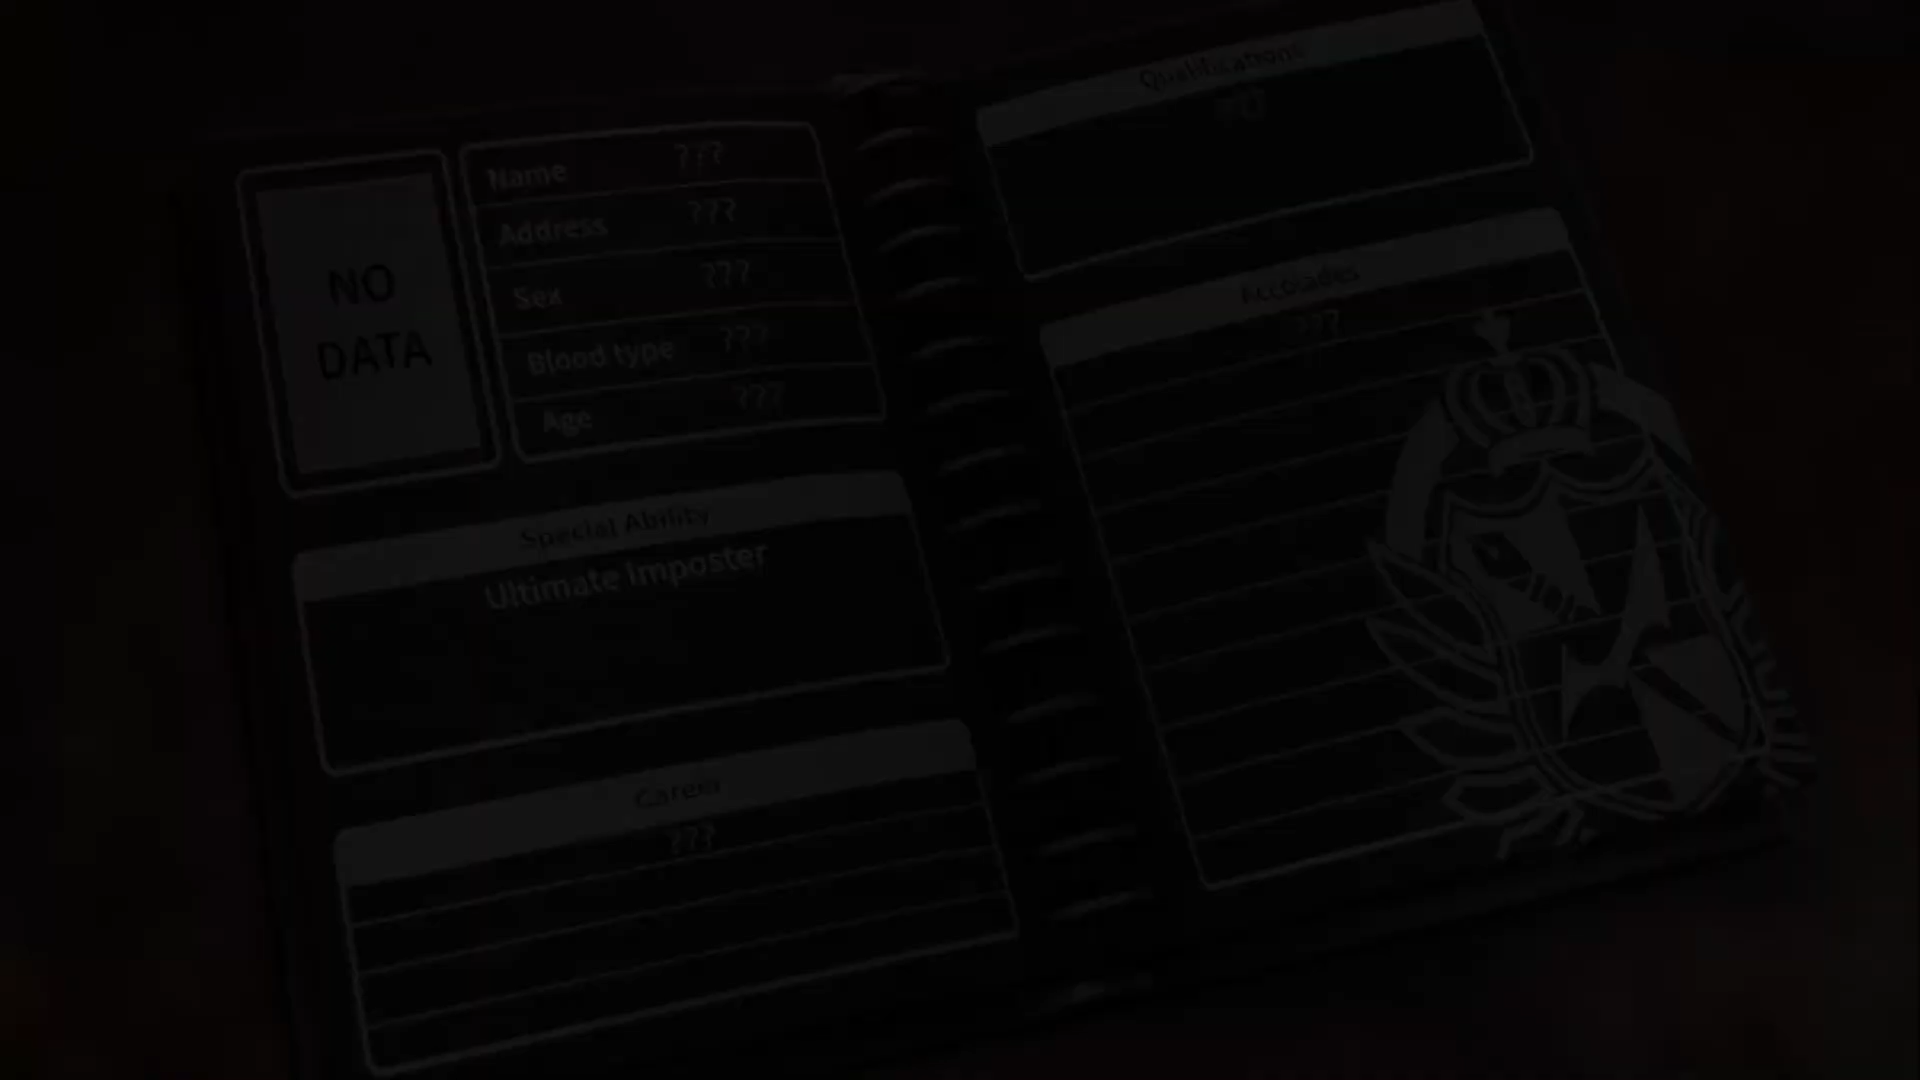 NO
DATA
Name ???
Address ???
Sex ???
Blood type ???
Age ???
Special Ability
Ultimate Imposter
Career
???
Qualifications
???
Accolades
???